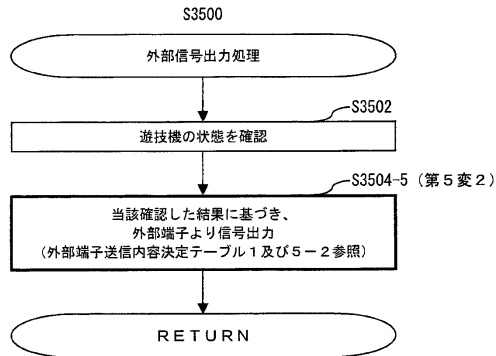 S3500
外部信号出力処理
S3502
遊技機の状態を確認
S3504-5（第５変２）
当該確認した結果に基づき、
外部端子より信号出力
（外部端子送信内容決定テーブル１及び５－２参照）
ＲＥＴＵＲＮ